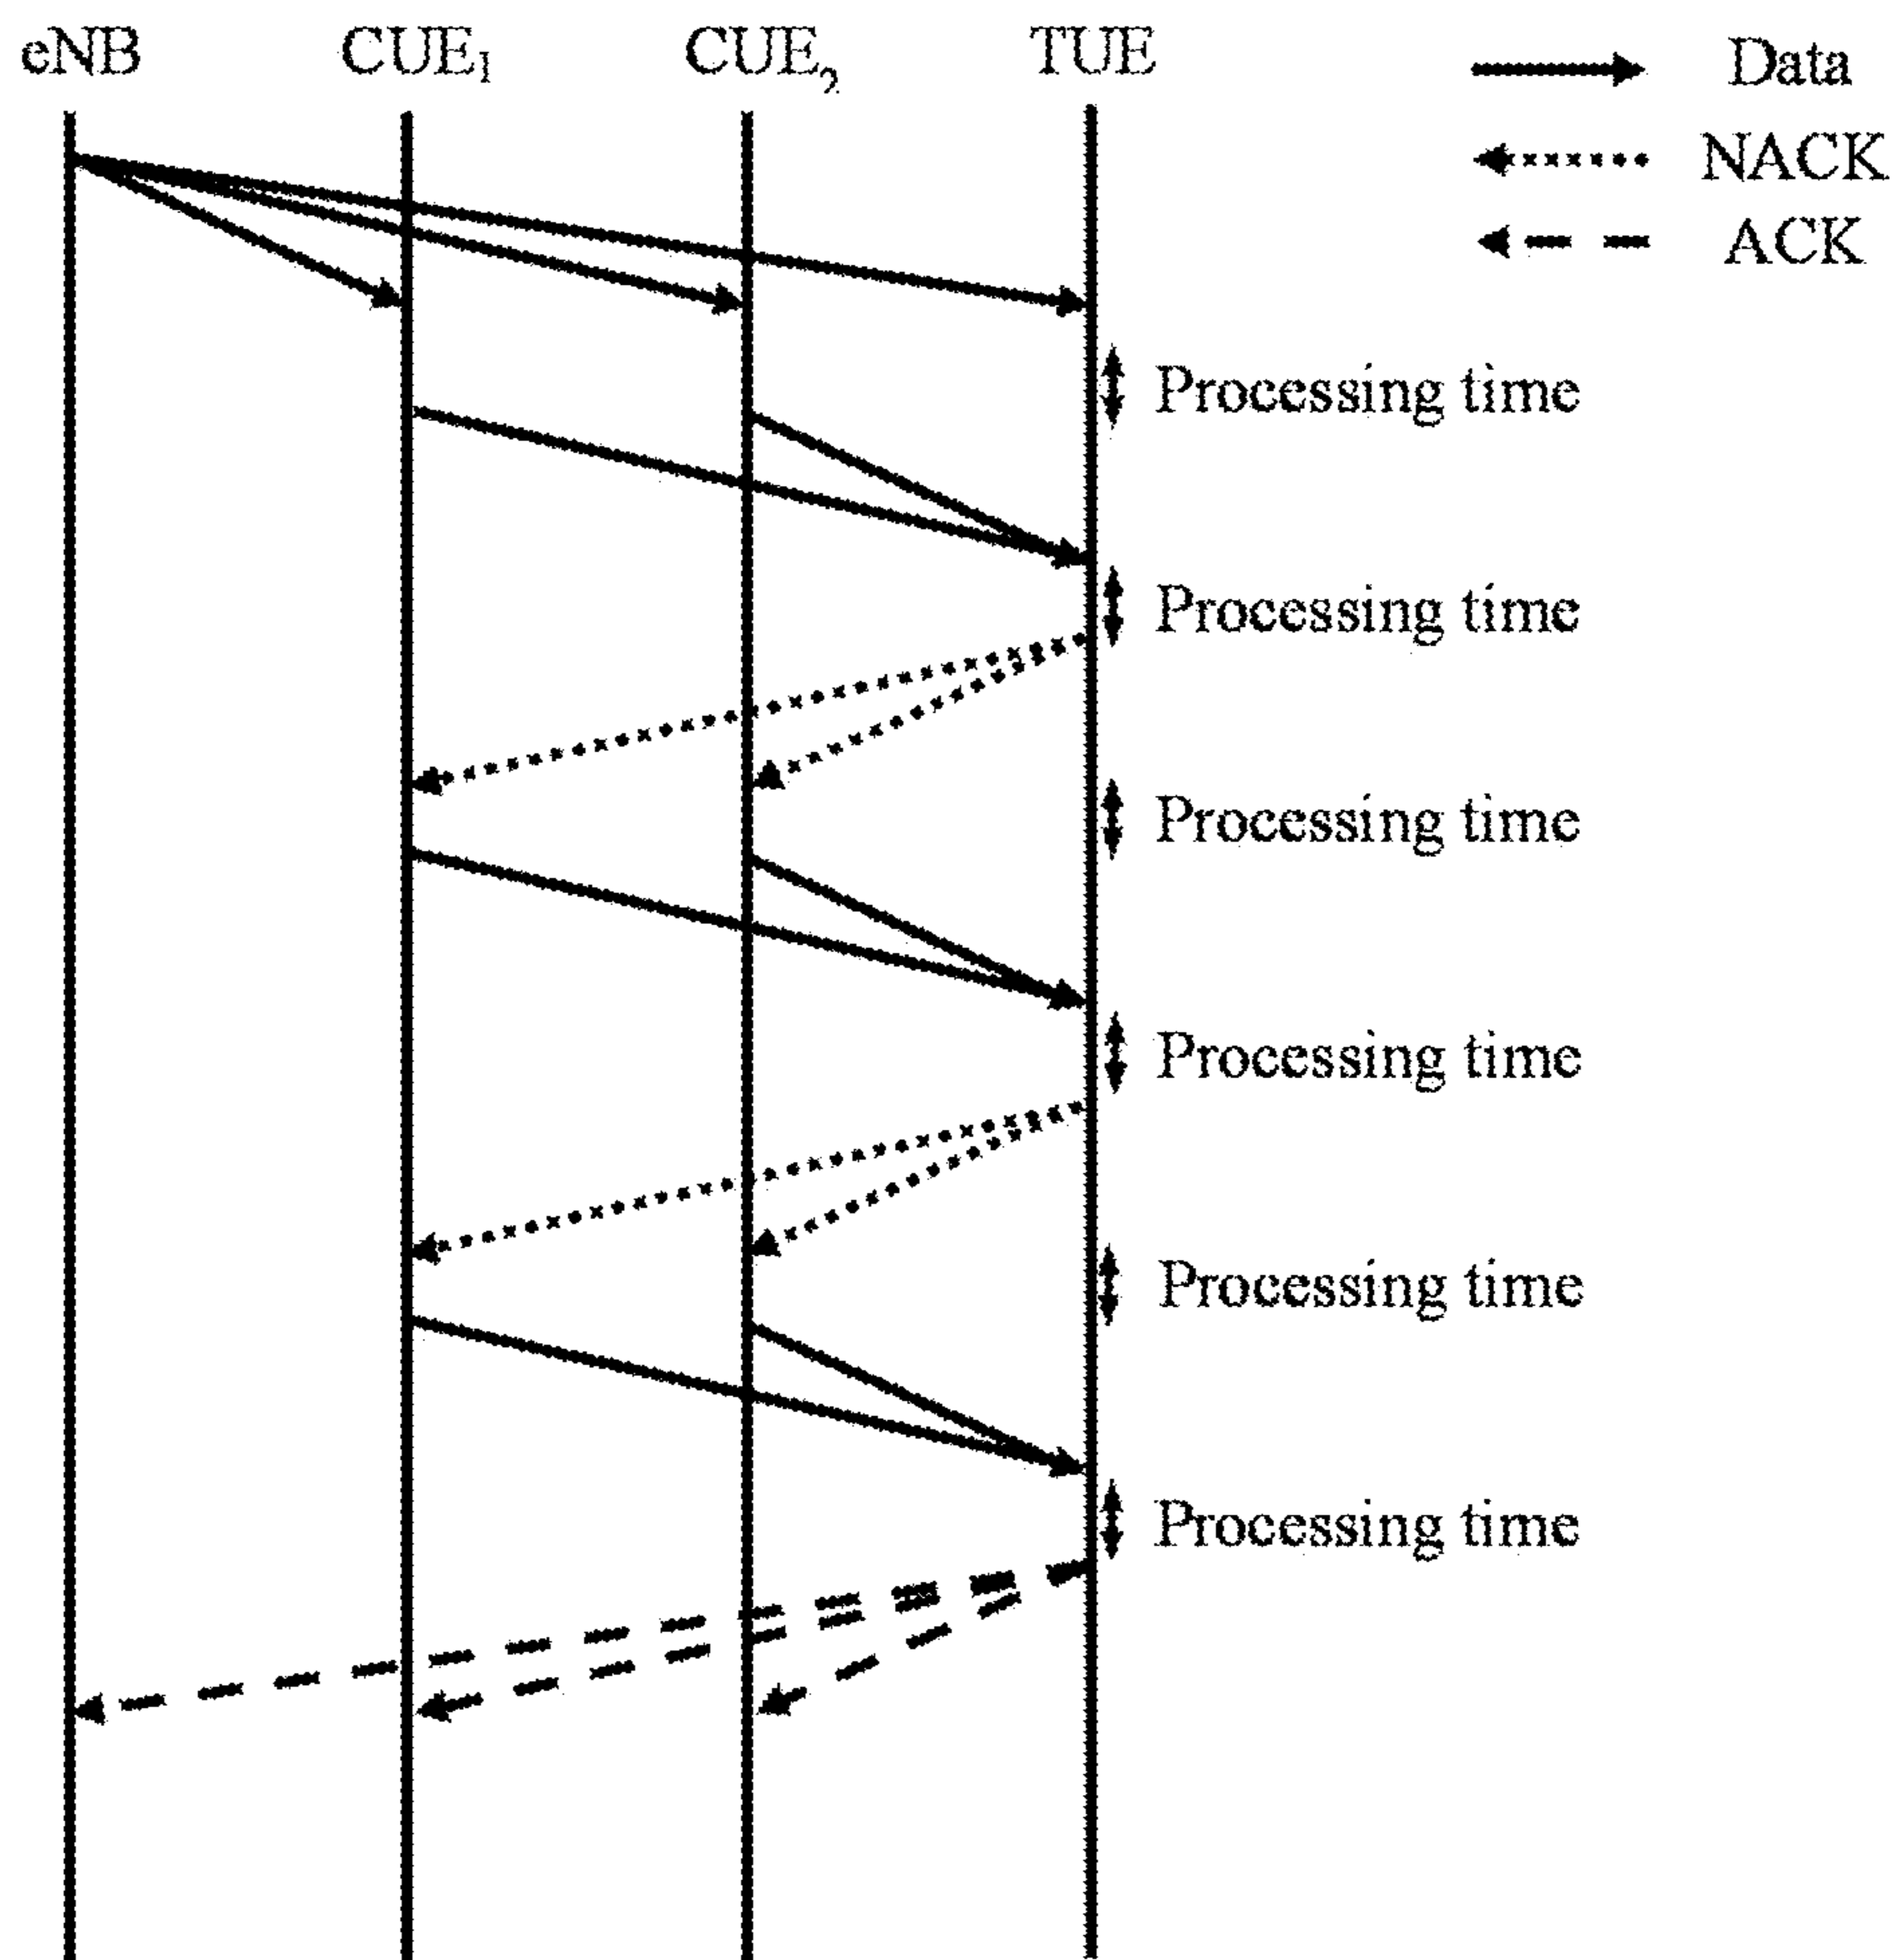 eNB CUE₁ CUE₂ TUE
Data
NACK
ACK
Processing time
Processing time
Processing time
Processing time
Processing time
Processing time